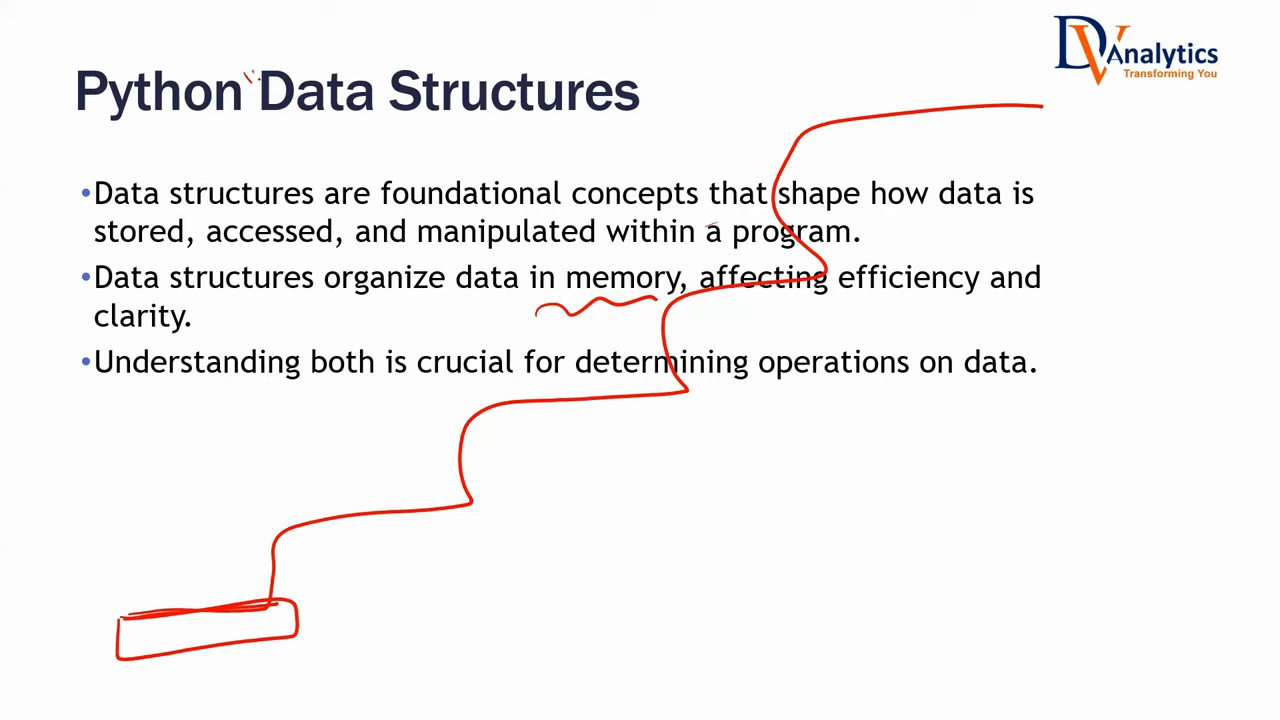 DV Analytics
Transforming You
Python Data Structures
•Data structures are foundational concepts that shape how data is
stored, accessed, and manipulated within a program.
•Data structures organize data in memory, affecting efficiency and
clarity.
•Understanding both is crucial for determining operations on data.